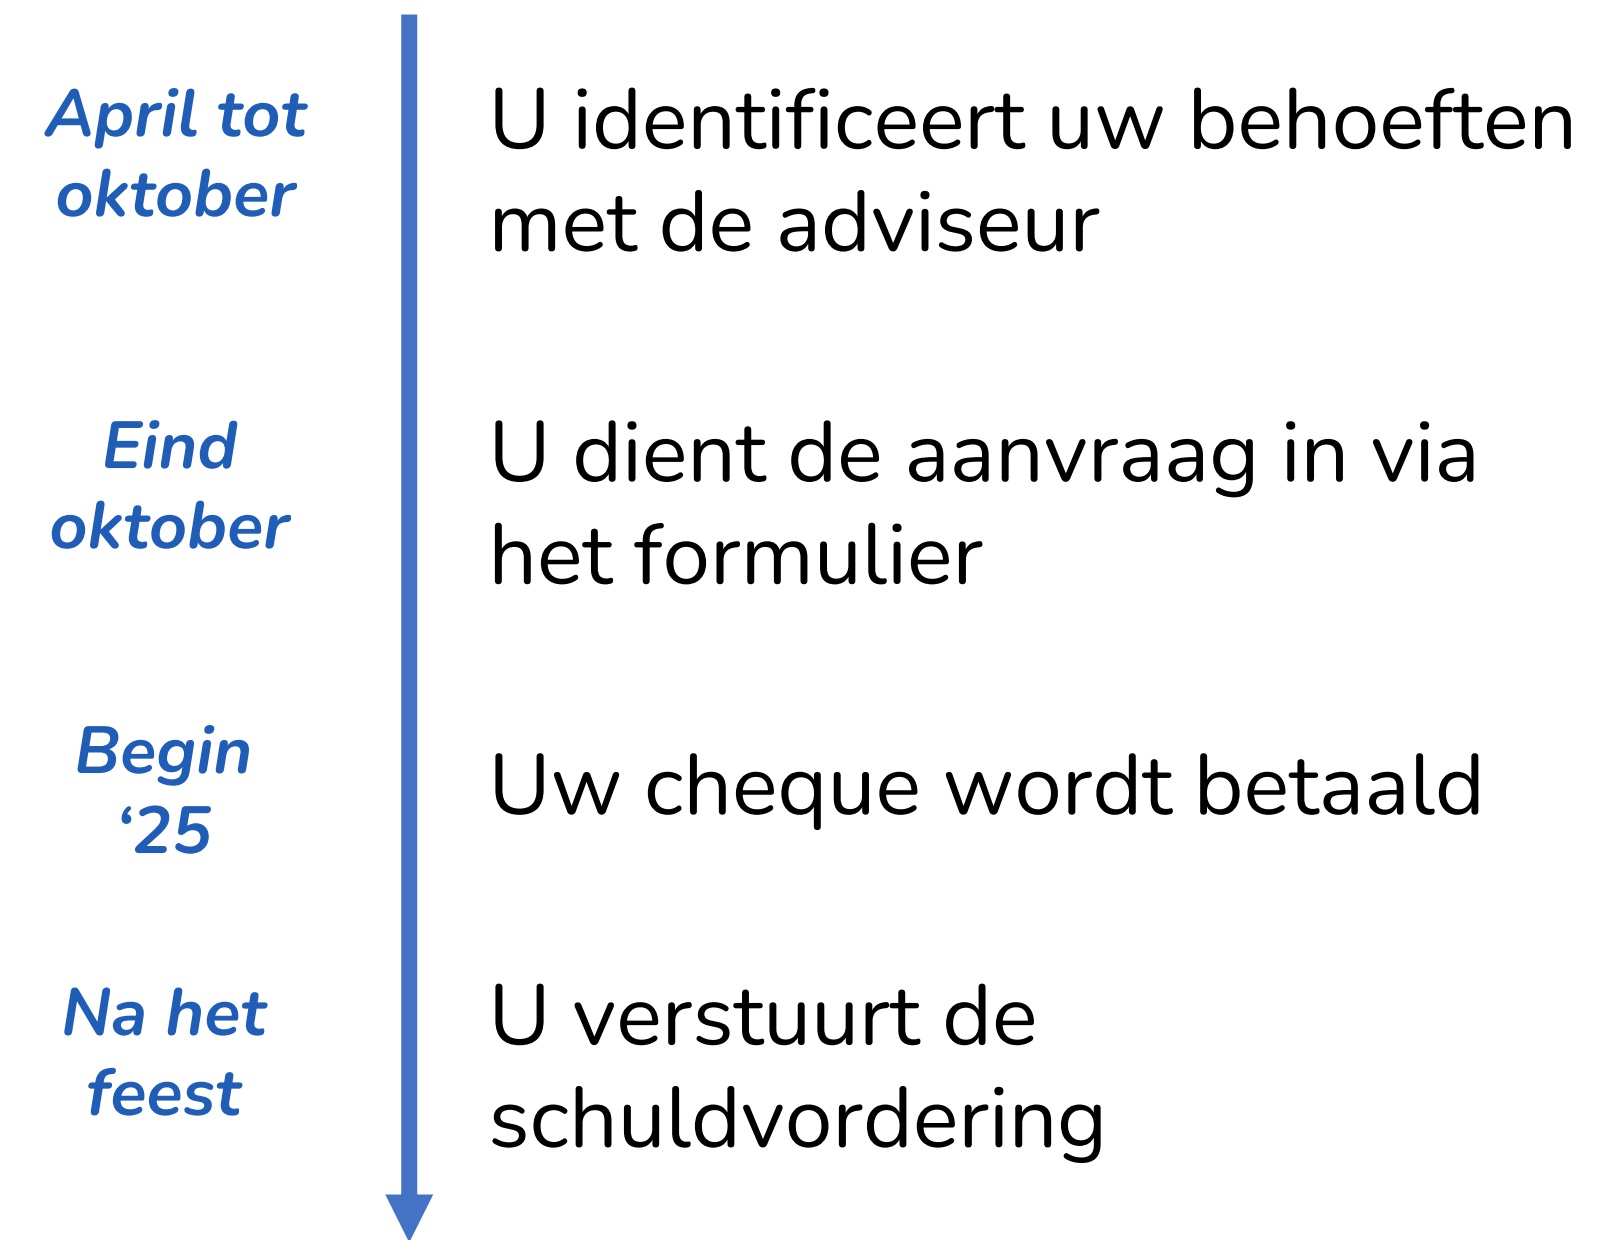 April tot
oktober
U identificeert uw behoeften
met de adviseur
Eind
oktober
U dient de aanvraag in via
het formulier
Begin
‘25
Uw cheque wordt betaald
Na het
feest
U verstuurt de
schuldvordering